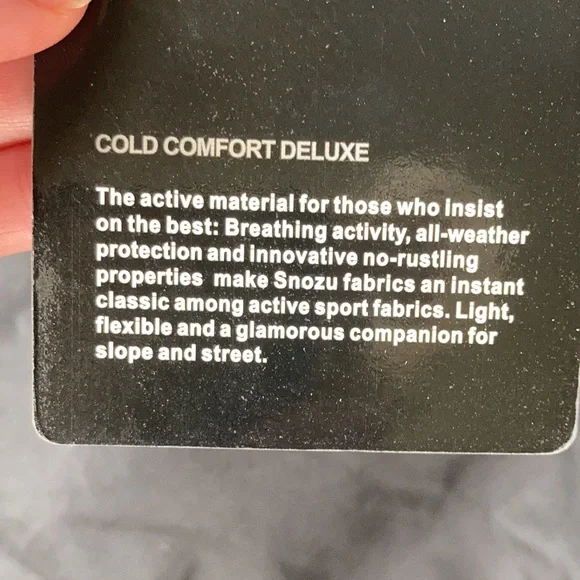 COLD COMFORT DELUXE
The active material for those who insist
on the best: Breathing activity, all-weather
protection and innovative no-rustling
properties  make Snozu fabrics an instant
classic among active sport fabrics. Light,
flexible and a glamorous companion for
slope and street.